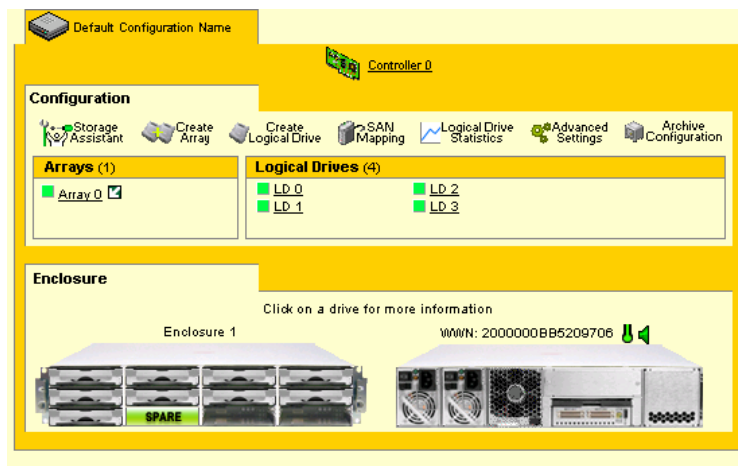 Default Configuration Name
Controller 0
Configuration
Storage Assistant
Create Array
Create Logical Drive
SAN Mapping
Logical Drive Statistics
Advanced Settings
Archive Configuration
Arrays (1)
Logical Drives (4)
Array 0
LD 0
LD 2
LD 1
LD 3
Enclosure
Click on a drive for more information
Enclosure 1
WWN: 2000000BB5209706
SPARE